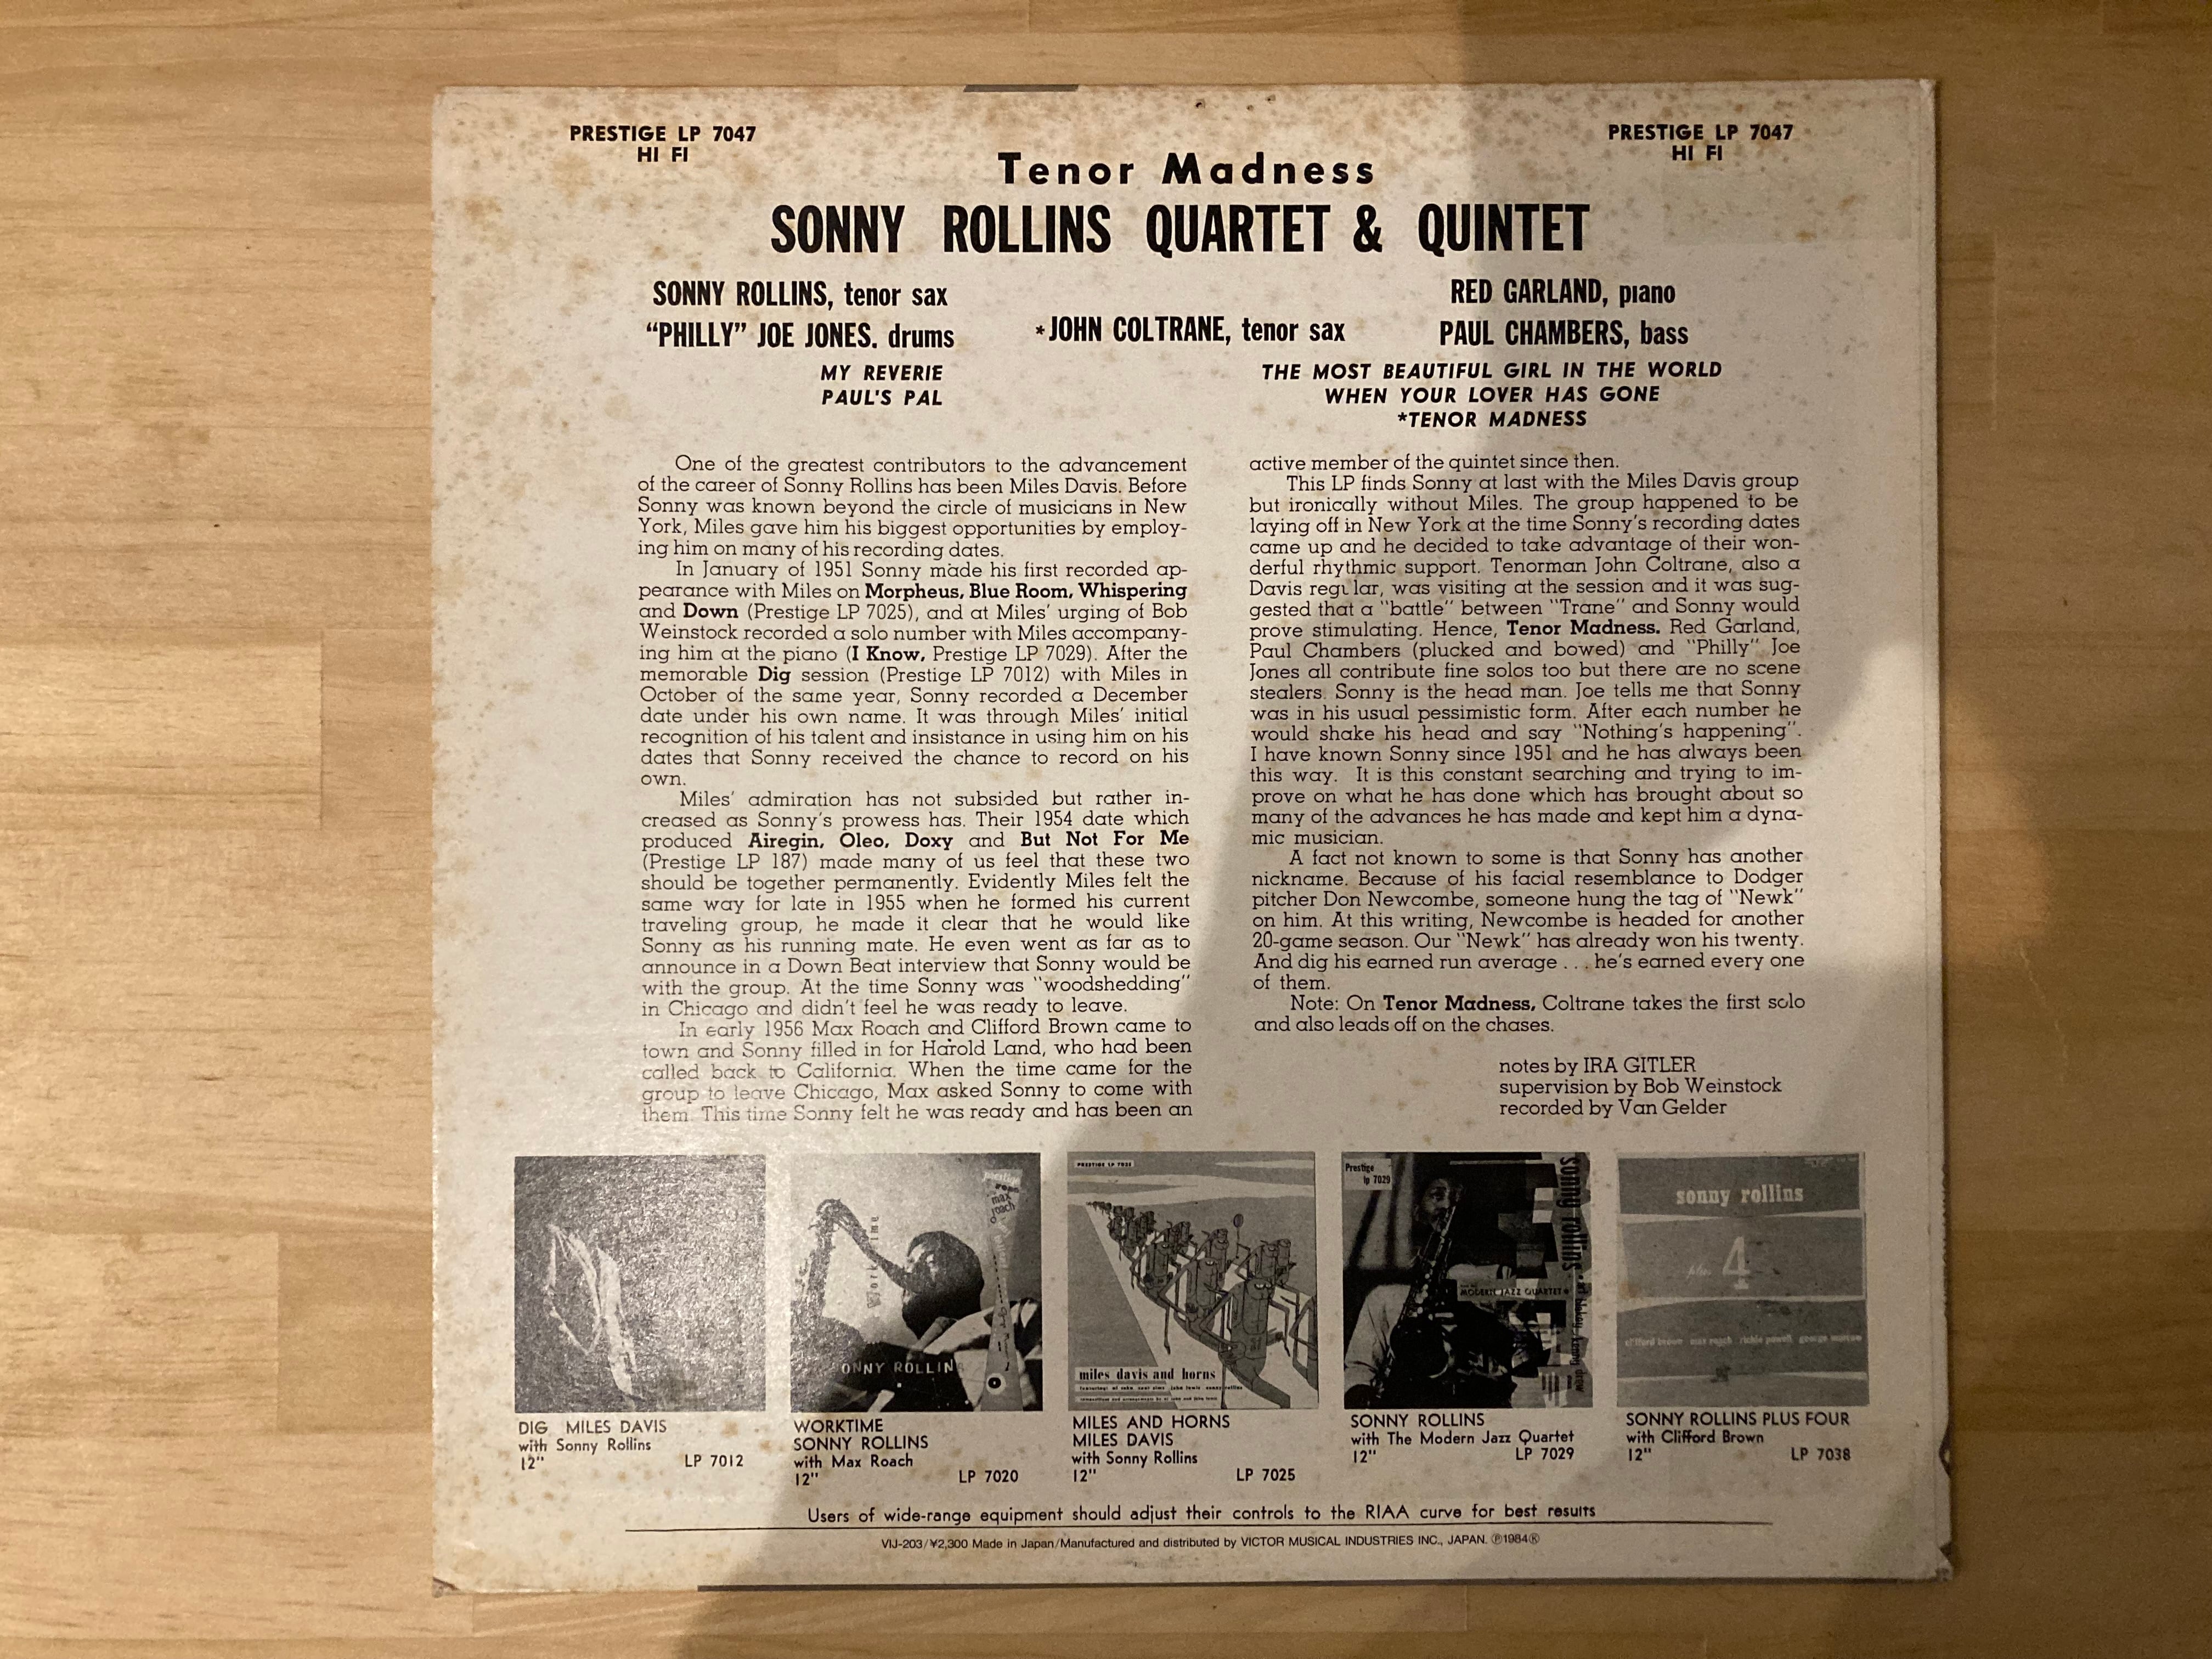 PRESTIGE LP 7047
HI FI
PRESTIGE LP 7047
HI FI
Tenor Madness
SONNY ROLLINS QUARTET & QUINTET
SONNY ROLLINS, tenor sax
"PHILLY" JOE JONES. drums
*JOHN COLTRANE, tenor sax
RED GARLAND, piano
PAUL CHAMBERS, bass
MY REVERIE
PAUL'S PAL
THE MOST BEAUTIFUL GIRL IN THE WORLD
WHEN YOUR LOVER HAS GONE
*TENOR MADNESS
One of the greatest contributors to the advancement
of the career of Sonny Rollins has been Miles Davis. Before
Sonny was known beyond the circle of musicians in New
York, Miles gave him his biggest opportunities by employ-
ing him on many of his recording dates.
In January of 1951 Sonny made his first recorded ap-
pearance with Miles on Morpheus, Blue Room, Whispering
and Down (Prestige LP 7025), and at Miles' urging of Bob
Weinstock recorded a solo number with Miles accompany-
ing him at the piano (I Know, Prestige LP 7029). After the
memorable Dig session (Prestige LP 7012) with Miles in
October of the same year, Sonny recorded a December
date under his own name. It was through Miles' initial
recognition of his talent and insistance in using him on his
dates that Sonny received the chance to record on his
own.
Miles' admiration has not subsided but rather in-
creased as Sonny's prowess has. Their 1954 date which
produced Airegin, Oleo, Doxy and But Not For Me
(Prestige LP 187) made many of us feel that these two
should be together permanently. Evidently Miles felt the
same way for late in 1955 when he formed his current
traveling group, he made it clear that he would like
Sonny as his running mate. He even went as far as to
announce in a Down Beat interview that Sonny would be
with the group. At the time Sonny was "woodshedding"
in Chicago and didn't feel he was ready to leave.
In early 1956 Max Roach and Clifford Brown came to
town and Sonny filled in for Harold Land, who had been
called back to California. When the time came for the
group to leave Chicago, Max asked Sonny to come with
them. This time Sonny felt he was ready and has been an
active member of the quintet since then.
This LP finds Sonny at last with the Miles Davis group
but ironically without Miles. The group happened to be
laying off in New York at the time Sonny's recording dates
came up and he decided to take advantage of their won-
derful rhythmic support. Tenorman John Coltrane, also a
Davis regular, was visiting at the session and it was sug-
gested that a "battle" between "Trane" and Sonny would
prove stimulating. Hence, Tenor Madness. Red Garland,
Paul Chambers (plucked and bowed) and "Philly" Joe
Jones all contribute fine solos too but there are no scene
stealers. Sonny is the head man. Joe tells me that Sonny
was in his usual pessimistic form. After each number he
would shake his head and say "Nothing's happening".
I have known Sonny since 1951 and he has always been
this way. It is this constant searching and trying to im-
prove on what he has done which has brought about so
many of the advances he has made and kept him a dyna-
mic musician.
A fact not known to some is that Sonny has another
nickname. Because of his facial resemblance to Dodger
pitcher Don Newcombe, someone hung the tag of "Newk"
on him. At this writing, Newcombe is headed for another
20-game season. Our "Newk" has already won his twenty.
And dig his earned run average . . . he's earned every one
of them.
Note: On Tenor Madness, Coltrane takes the first solo
and also leads off on the chases.
notes by IRA GITLER
supervision by Bob Weinstock
recorded by Van Gelder
prestige
max
roach
ONNY ROLLIN
PRESTIGE LP 7025
miles davis and horns
Prestige
lp 7029
sonny rollins
MODERN JAZZ QUARTET
sonny rollins
4
clifford brown max roach richie powell george morrow
DIG MILES DAVIS
with Sonny Rollins
12" LP 7012
WORKTIME
SONNY ROLLINS
with Max Roach
12" LP 7020
MILES AND HORNS
MILES DAVIS
with Sonny Rollins
12" LP 7025
SONNY ROLLINS
with The Modern Jazz Quartet
12" LP 7029
SONNY ROLLINS PLUS FOUR
with Clifford Brown
12" LP 7038
Users of wide-range equipment should adjust their controls to the RIAA curve for best results
VIJ-203/¥2,300 Made in Japan/Manufactured and distributed by VICTOR MUSICAL INDUSTRIES INC., JAPAN. Ⓟ1984Ⓡ